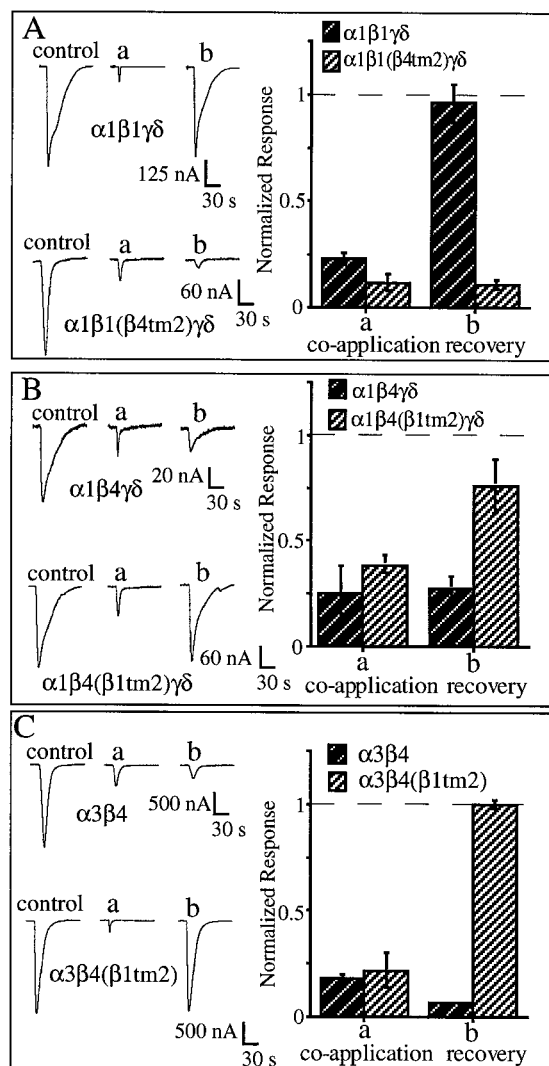 A
control a b
α1β1γδ
125 nA
30 s
control a b
60 nA
30 s
α1β1(β4tm2)γδ
α1β1γδ
α1β1(β4tm2)γδ
Normalized Response
1
0.5
0
a b
co-application recovery
B
control a b
α1β4γδ
20 nA
30 s
control a b
60 nA
30 s
α1β4(β1tm2)γδ
α1β4γδ
α1β4(β1tm2)γδ
Normalized Response
1
0.5
0
a b
co-application recovery
C
control a b
α3β4
500 nA
30 s
control a b
α3β4(β1tm2)
500 nA
30 s
α3β4
α3β4(β1tm2)
Normalized Response
1
0.5
0
a b
co-application recovery